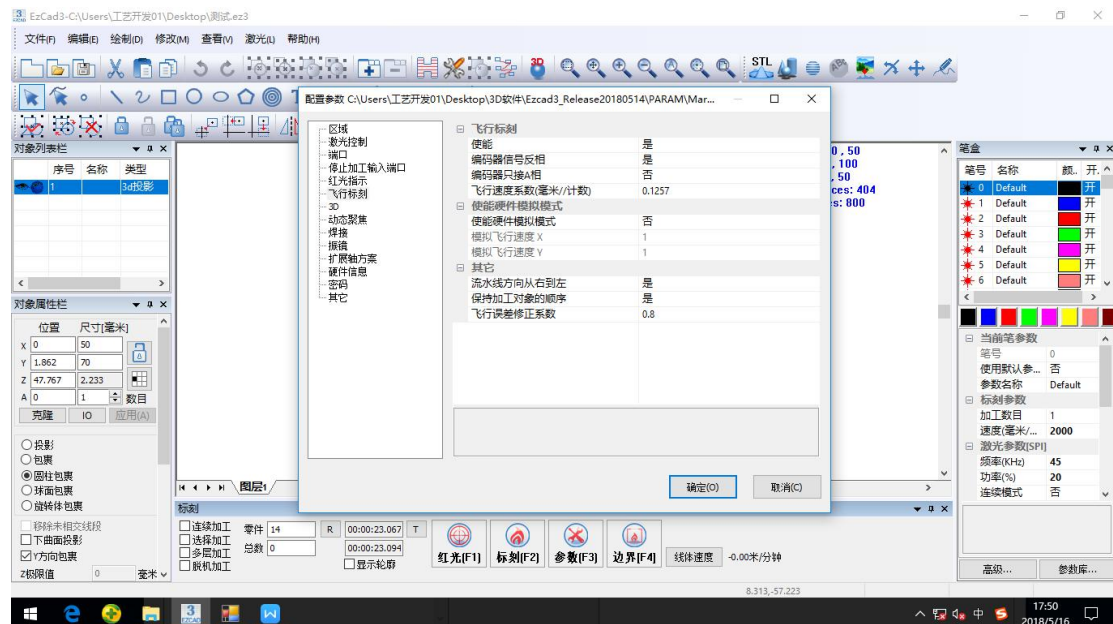 EzCad3-C:\Users\工艺开发01\Desktop\测试.ez3
文件(F) 编辑(E) 绘制(D) 修改(M) 查看(V) 激光(L) 帮助(H)
3D
STL
配置参数 C:\Users\工艺开发01\Desktop\3D软件\Ezcad3_Release20180514\PARAM\Mar...
区域
激光控制
端口
停止加工输入端口
红光指示
飞行标刻
3D
动态聚焦
焊接
振镜
扩展轴方案
硬件信息
密码
其它
飞行标刻
使能 是
编码器信号反相 是
编码器只接A相 否
飞行速度系数(毫米/计数) 0.1257
使能硬件模拟模式
使能硬件模拟模式 否
模拟飞行速度 X 1
模拟飞行速度 Y 1
其它
流水线方向从右到左 是
保持加工对象的顺序 是
飞行误差修正系数 0.8
确定(O) 取消(C)
对象列表栏
序号 名称 类型
1 3d投影
对象属性栏
位置 尺寸[毫米]
X 0 50
Y 1.862 70
Z 47.767 2.233
A 0 1 数目
克隆 IO 应用(A)
投影
包裹
圆柱包裹
球面包裹
旋转体包裹
移除未相交线段
下曲面投影
Y方向包裹
Z极限值 0 毫米
0 , 50
, 100
, 50
ces: 404
s: 800
图层1
标刻
连续加工
选择加工
多层加工
脱机加工
零件 14 R 00:00:23.067 T
总数 0 00:00:23.094
显示轮廓
红光[F1] 标刻[F2] 参数[F3] 边界[F4] 线体速度 -0.00米/分钟
笔盒
笔号 名称 颜.. 开.
0 Default 开
1 Default 开
2 Default 开
3 Default 开
4 Default 开
5 Default 开
6 Default 开
当前笔参数
笔号 0
使用默认参... 否
参数名称 Default
标刻参数
加工数目 1
速度(毫米/... 2000
激光参数[SPI]
频率(KHz) 45
功率(%) 20
连续模式 否
高级... 参数库...
8.313,-57.223
中
17:50
2018/5/16